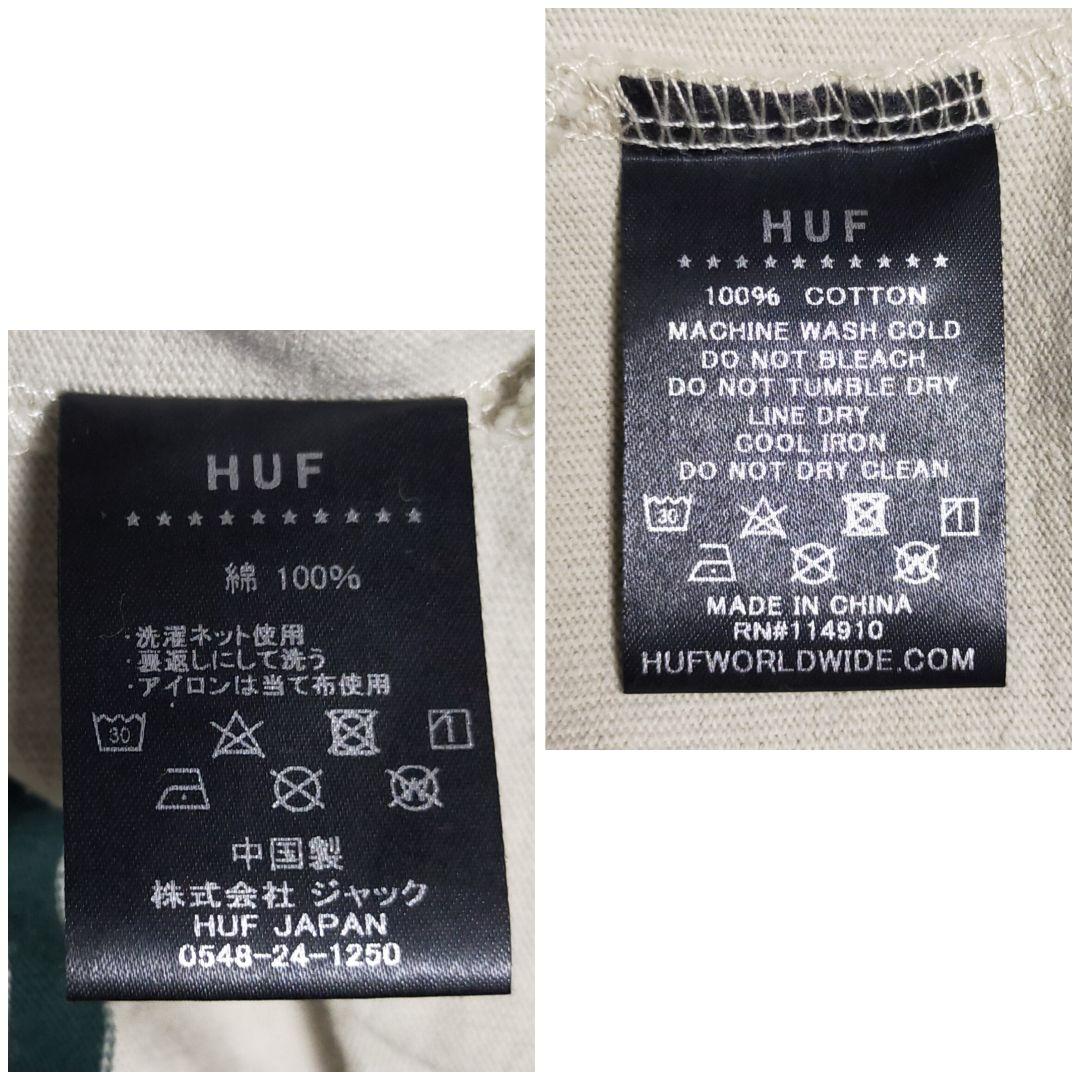 HUF
綿 100%
・洗濯ネット使用
・裏返しにして洗う
・アイロンは当て布使用
30
1
W
中国製
株式会社 ジャック
HUF JAPAN
0548-24-1250
HUF
100% COTTON
MACHINE WASH COLD
DO NOT BLEACH
DO NOT TUMBLE DRY
LINE DRY
COOL IRON
DO NOT DRY CLEAN
30
1
W
MADE IN CHINA
RN#114910
HUFWORLDWIDE.COM